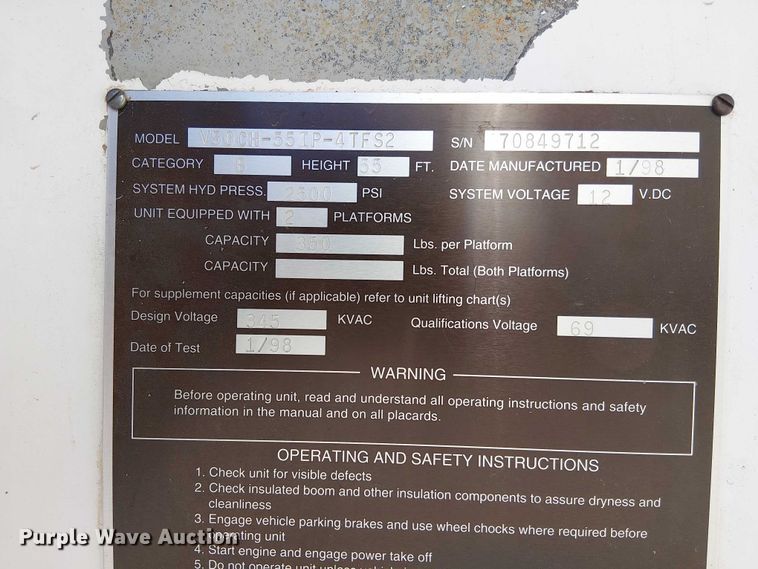 MODEL V50CH-55IP-4TFS2 S/N 70849712
CATEGORY B HEIGHT 55 FT. DATE MANUFACTURED 1/98
SYSTEM HYD PRESS. 2500 PSI SYSTEM VOLTAGE 12 V.DC
UNIT EQUIPPED WITH 2 PLATFORMS
CAPACITY 350 Lbs. per Platform
CAPACITY Lbs. Total (Both Platforms)
For supplement capacities (if applicable) refer to unit lifting chart(s)
Design Voltage 345 KVAC Qualifications Voltage 69 KVAC
Date of Test 1/98
WARNING
Before operating unit, read and understand all operating instructions and safety
information in the manual and on all placards.
OPERATING AND SAFETY INSTRUCTIONS
1. Check unit for visible defects
2. Check insulated boom and other insulation components to assure dryness and
cleanliness
3. Engage vehicle parking brakes and use wheel chocks where required before
operating unit
4. Start engine and engage power take off
5. Do not operate unit unless
Purple Wave Auction